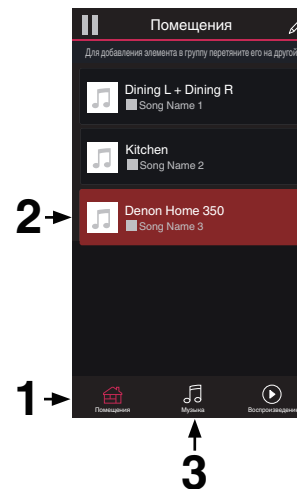 Помещения
Для добавления элемента в группу перетяните его на другой
Dining L + Dining R
Song Name 1
Kitchen
Song Name 2
2
Denon Home 350
Song Name 3
1
Помещения
Музыка
Воспроизведение
3